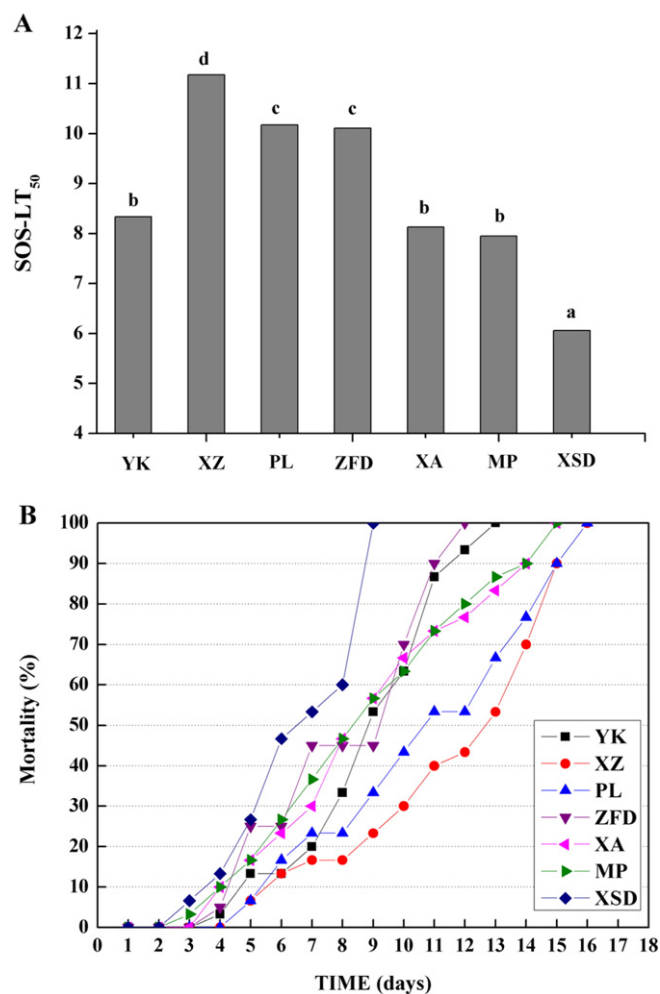 A
12
11
10
9
8
7
6
5
4
SOS-LT50
b
d
c
c
b
b
a
YK XZ PL ZFD XA MP XSD
B
100
90
80
70
60
50
40
30
20
10
0
Mortality (%)
YK
XZ
PL
ZFD
XA
MP
XSD
0 1 2 3 4 5 6 7 8 9 10 11 12 13 14 15 16 17 18
TIME (days)